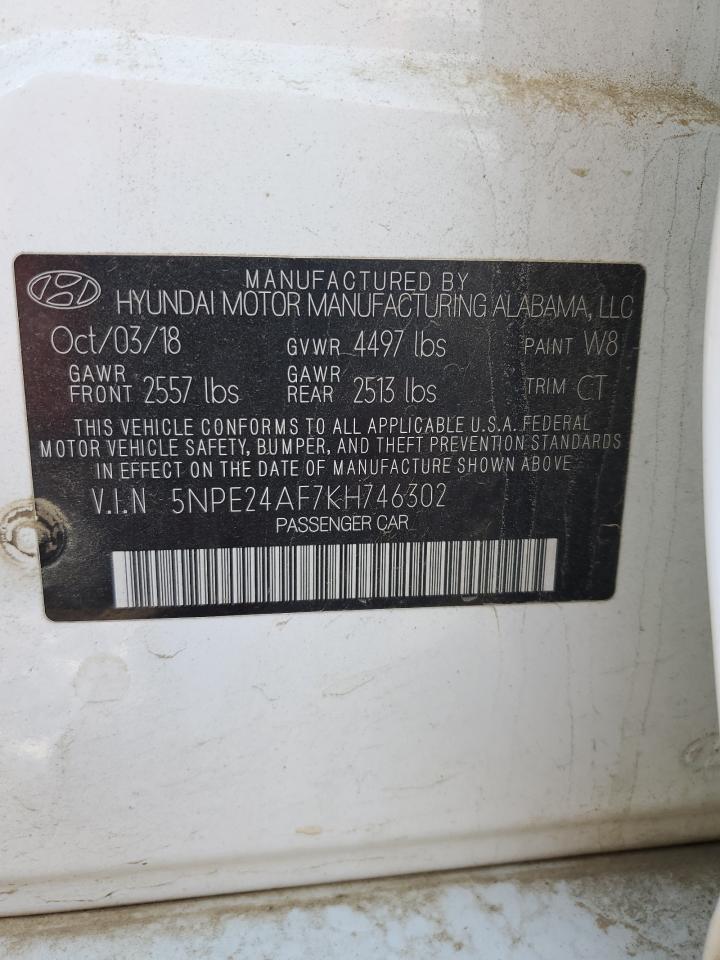 MANUFACTURED BY
HYUNDAI MOTOR MANUFACTURING ALABAMA, LLC
Oct/03/18 GVWR 4497 lbs PAINT W8
GAWR FRONT 2557 lbs GAWR REAR 2513 lbs TRIM CT
THIS VEHICLE CONFORMS TO ALL APPLICABLE U.S.A. FEDERAL
MOTOR VEHICLE SAFETY, BUMPER, AND THEFT PREVENTION STANDARDS
IN EFFECT ON THE DATE OF MANUFACTURE SHOWN ABOVE
V.I.N 5NPE24AF7KH746302
PASSENGER CAR